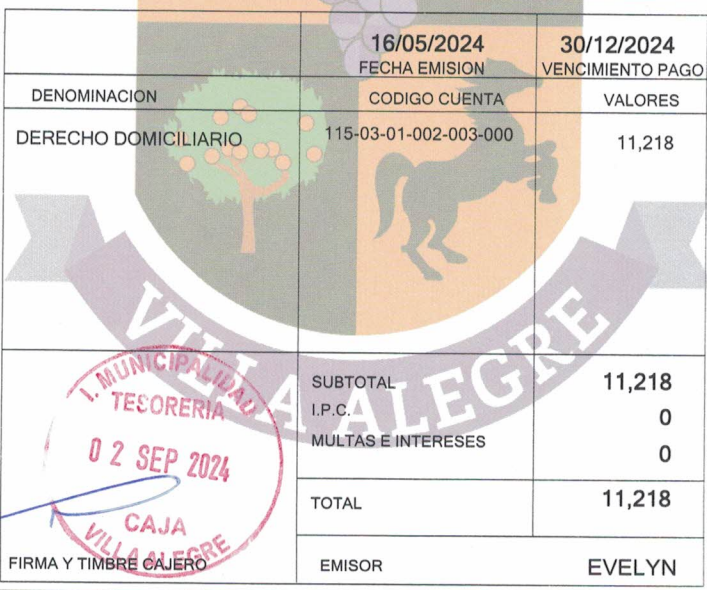 16/05/2024 30/12/2024
FECHA EMISION VENCIMIENTO PAGO
DENOMINACION CODIGO CUENTA VALORES
DERECHO DOMICILIARIO 115-03-01-002-003-000 11,218
VILLA ALEGRE
SUBTOTAL 11,218
I.P.C. 0
MULTAS E INTERESES 0
TOTAL 11,218
I. MUNICIPALIDAD
TESORERIA
02 SEP 2024
CAJA
VILLA ALEGRE
FIRMA Y TIMBRE CAJERO EMISOR EVELYN